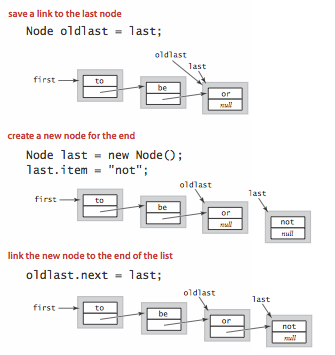 save a link to the last node
Node oldlast = last;
oldlast
last
first
to
be
or
null
create a new node for the end
Node last = new Node();
last.item = "not";
oldlast
last
first
to
be
or
null
not
null
link the new node to the end of the list
oldlast.next = last;
oldlast
last
first
to
be
or
not
null